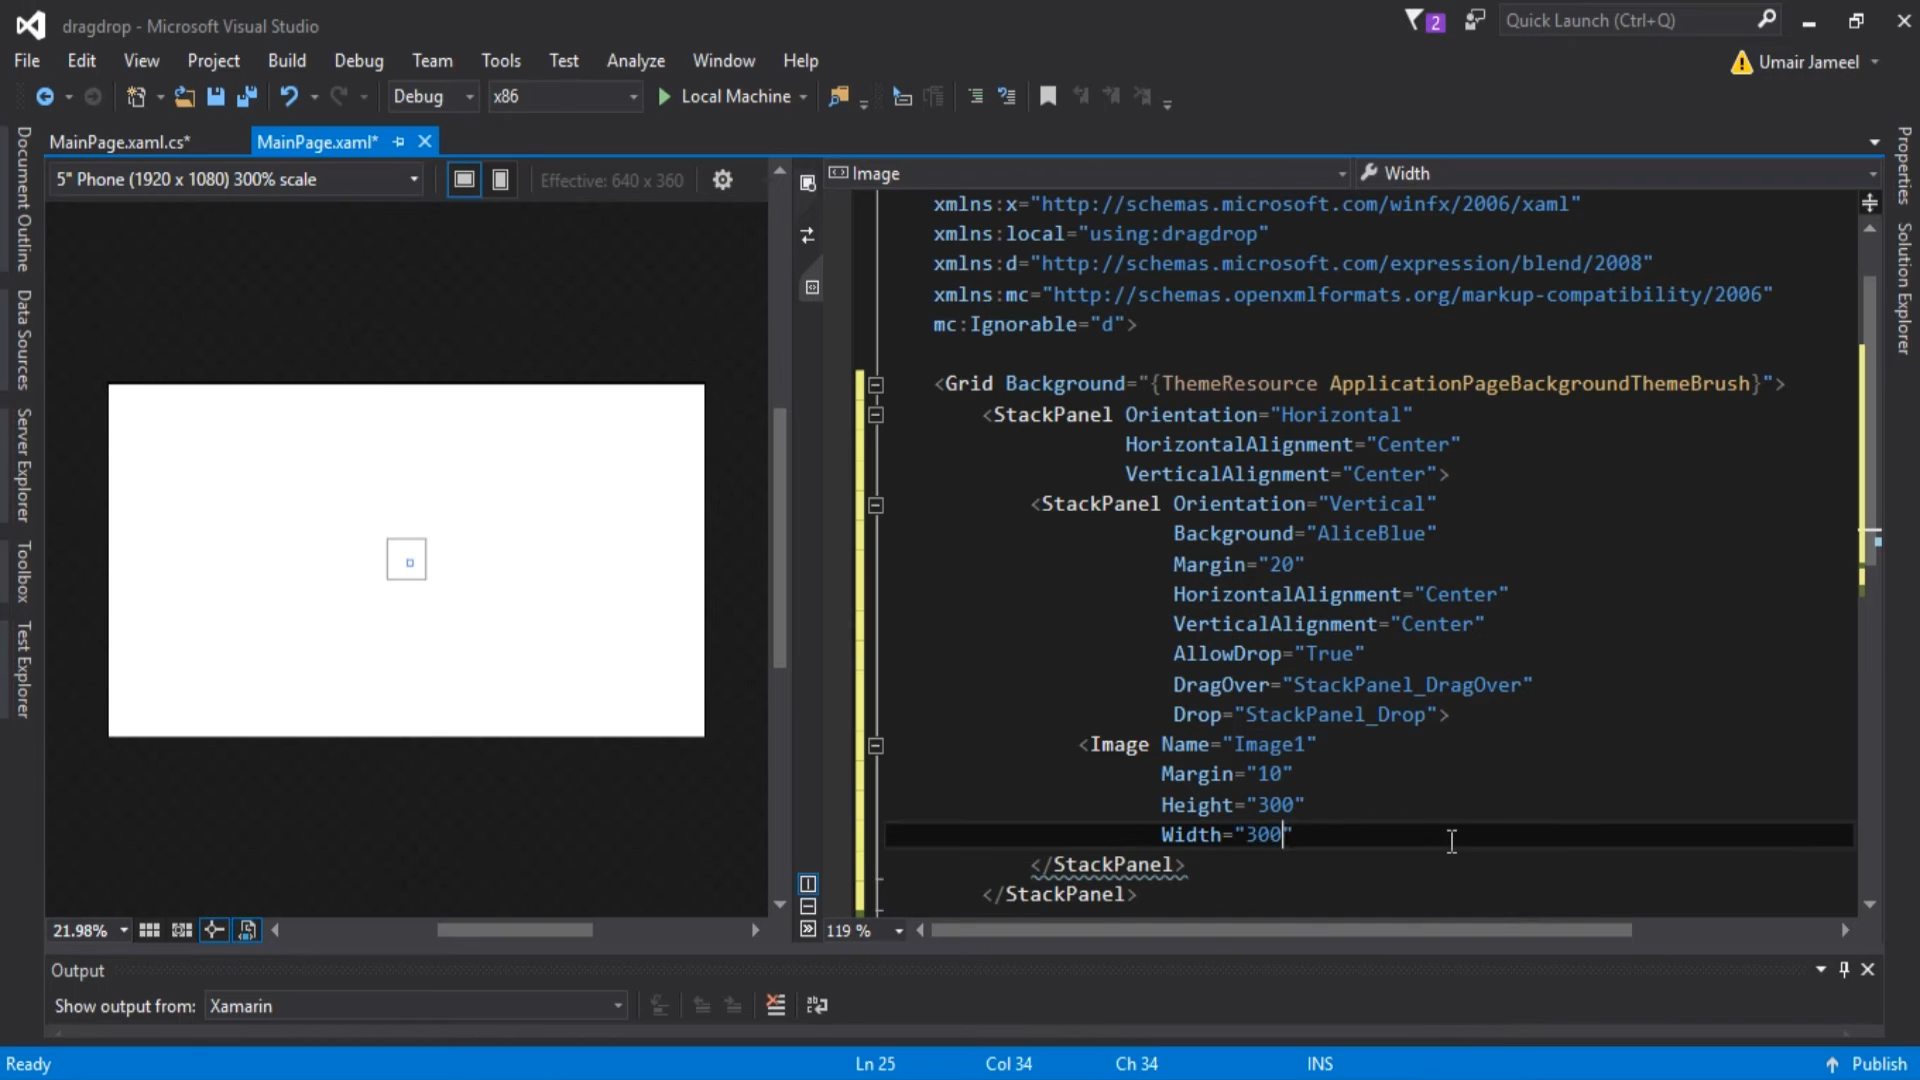 dragdrop - Microsoft Visual Studio
2
Quick Launch (Ctrl+Q)
File Edit View Project Build Debug Team Tools Test Analyze Window Help
Umair Jameel
Debug
x86
Local Machine
MainPage.xaml.cs*
MainPage.xaml*
5" Phone (1920 x 1080) 300% scale
Effective: 640 x 360
Image
Width
Document Outline
Data Sources
Server Explorer
Toolbox
Test Explorer
Properties
Solution Explorer
xmlns:x="http://schemas.microsoft.com/winfx/2006/xaml"
xmlns:local="using:dragdrop"
xmlns:d="http://schemas.microsoft.com/expression/blend/2008"
xmlns:mc="http://schemas.openxmlformats.org/markup-compatibility/2006"
mc:Ignorable="d">
<Grid Background="{ThemeResource ApplicationPageBackgroundThemeBrush}">
<StackPanel Orientation="Horizontal"
HorizontalAlignment="Center"
VerticalAlignment="Center">
<StackPanel Orientation="Vertical"
Background="AliceBlue"
Margin="20"
HorizontalAlignment="Center"
VerticalAlignment="Center"
AllowDrop="True"
DragOver="StackPanel_DragOver"
Drop="StackPanel_Drop">
<Image Name="Image1"
Margin="10"
Height="300"
Width="300"
</StackPanel>
</StackPanel>
21.98%
119 %
Output
Show output from: Xamarin
Ready
Ln 25
Col 34
Ch 34
INS
Publish